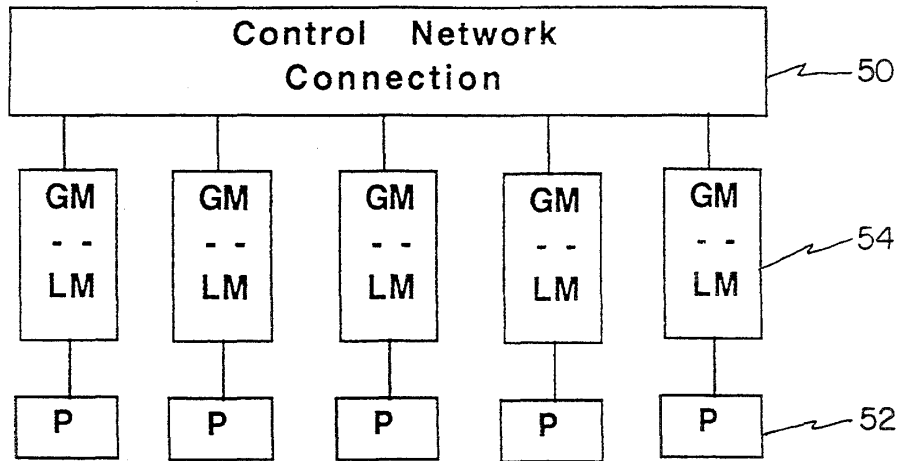 Control Network
Connection
50
GM GM GM GM GM
- - - - - - - - - -
LM LM LM LM LM
54
P P P P P
52